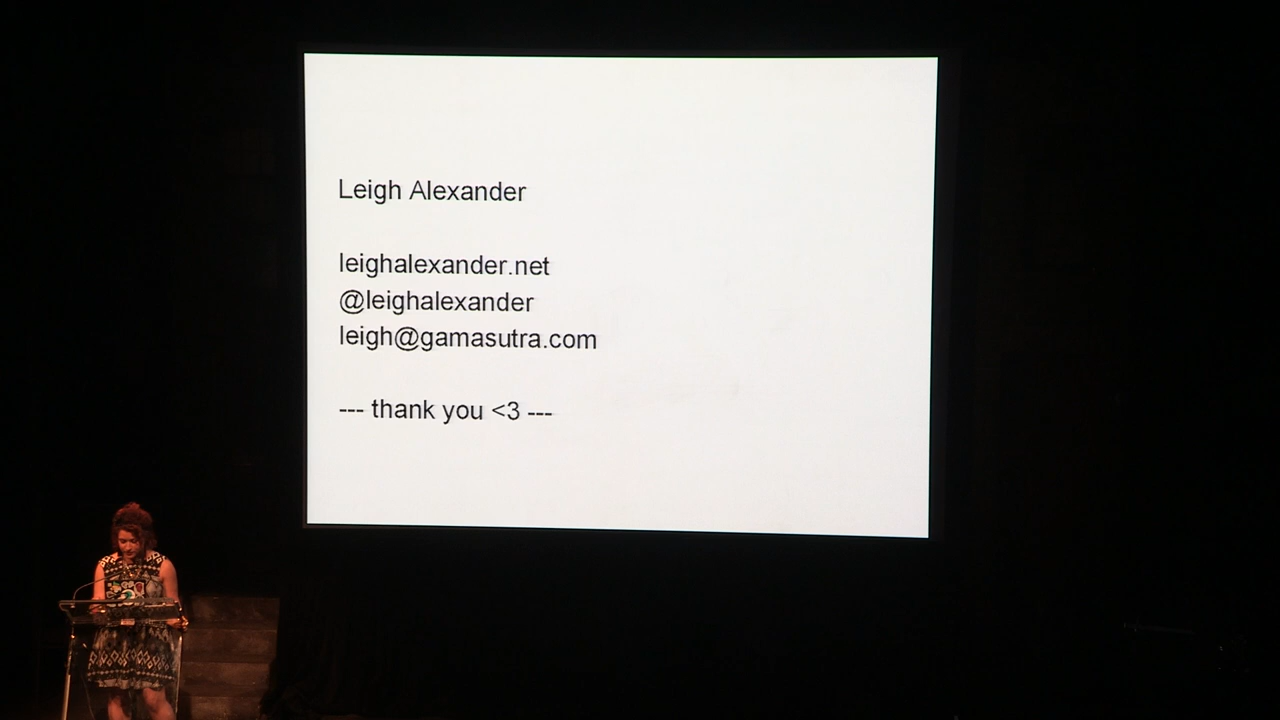 Leigh Alexander
leighalexander.net
@leighalexander
leigh@gamasutra.com
--- thank you <3 ---